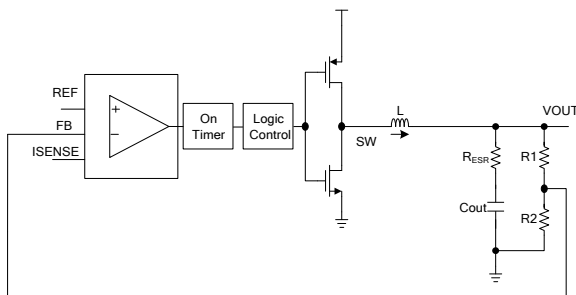 REF
+
FB
−
ISENSE
On
Timer
Logic
Control
SW
L
VOUT
RESR
R1
Cout
R2